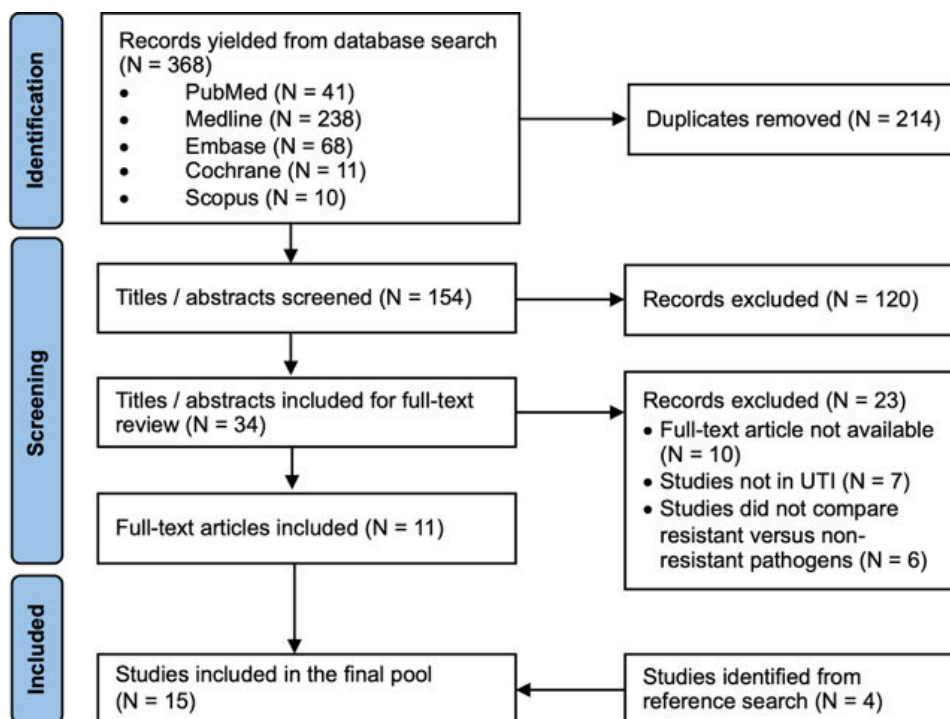 Identification
Records yielded from database search
(N = 368)
• PubMed (N = 41)
• Medline (N = 238)
• Embase (N = 68)
• Cochrane (N = 11)
• Scopus (N = 10)
Duplicates removed (N = 214)
Screening
Titles / abstracts screened (N = 154)
Records excluded (N = 120)
Titles / abstracts included for full-text
review (N = 34)
Records excluded (N = 23)
• Full-text article not available
(N = 10)
• Studies not in UTI (N = 7)
• Studies did not compare
resistant versus non-
resistant pathogens (N = 6)
Full-text articles included (N = 11)
Included
Studies included in the final pool
(N = 15)
Studies identified from
reference search (N = 4)